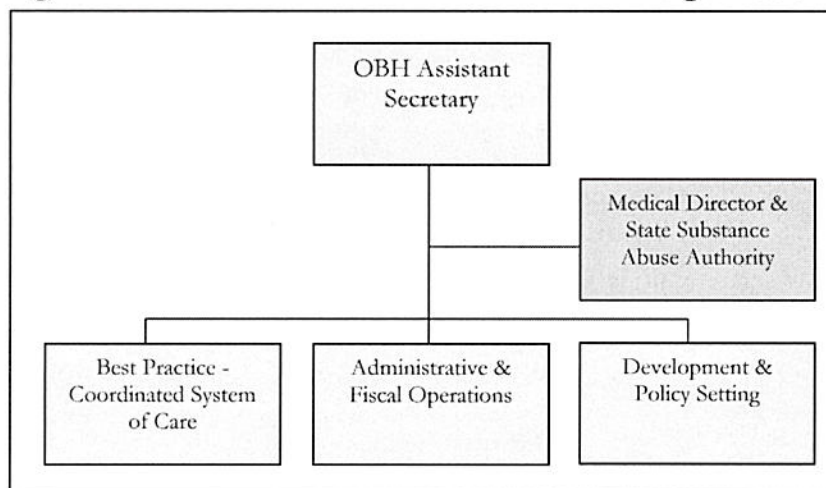 OBH Assistant
Secretary
Medical Director &
State Substance
Abuse Authority
Best Practice -
Coordinated System
of Care
Administrative &
Fiscal Operations
Development &
Policy Setting